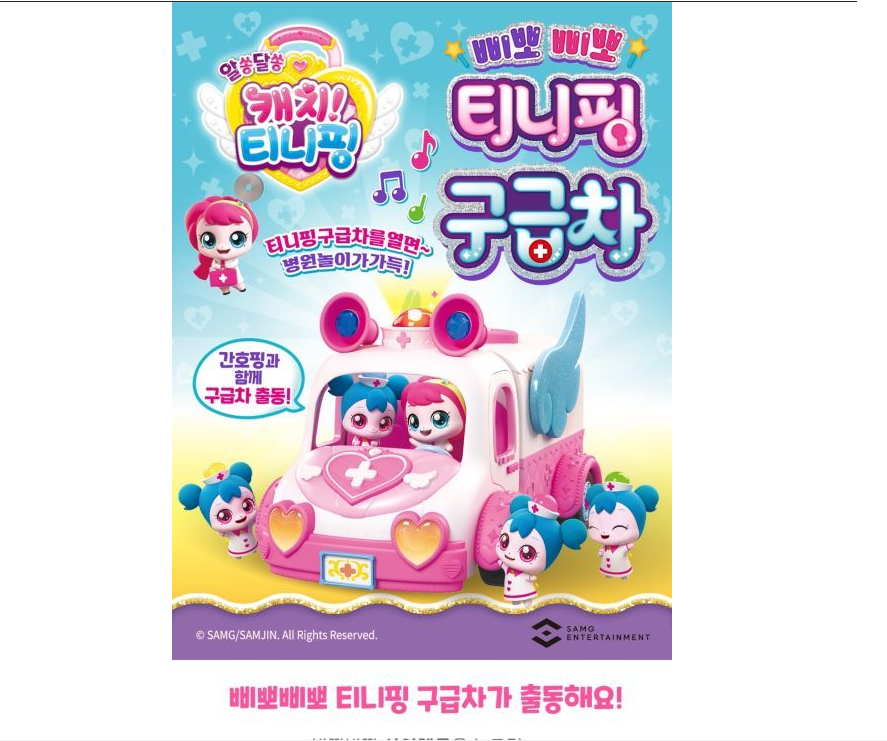 알쏭달쏭
캐치!
티니핑
삐뽀 삐뽀
티니핑
구급차
티니핑 구급차를 열면~
병원놀이가 가득!
간호핑과
함께
구급차 출동!
© SAMG/SAMJIN. All Rights Reserved.
SAMG
ENTERTAINMENT
삐뽀삐뽀 티니핑 구급차가 출동해요!